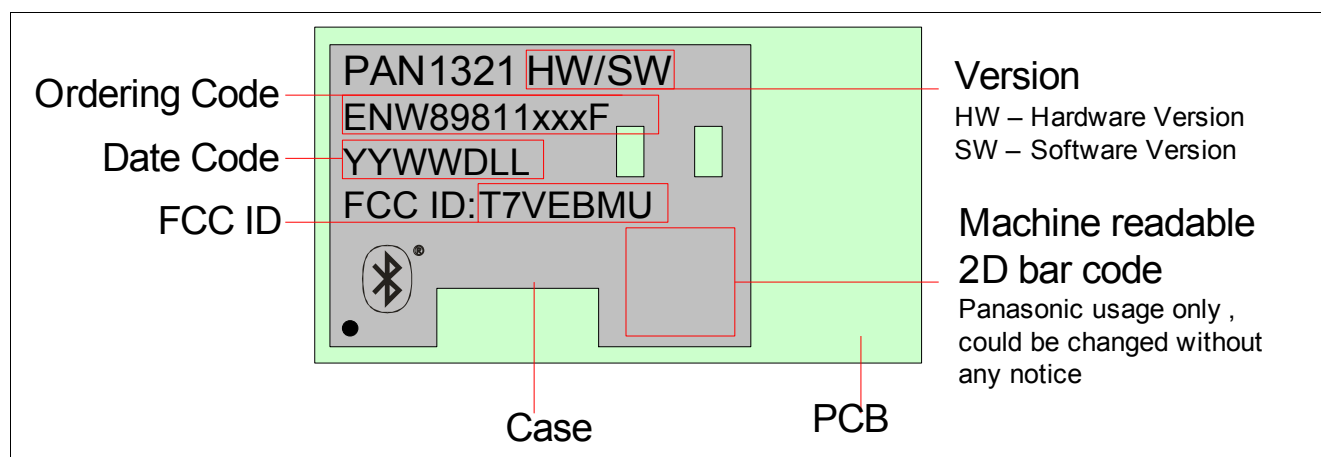 PAN1321 HW/SW
ENW89811xxxF
YYWWDLL
FCC ID:T7VEBMU
®
Ordering Code
Date Code
FCC ID
Version
HW – Hardware Version
SW – Software Version
Machine readable
2D bar code
Panasonic usage only ,
could be changed without
any notice
Case
PCB